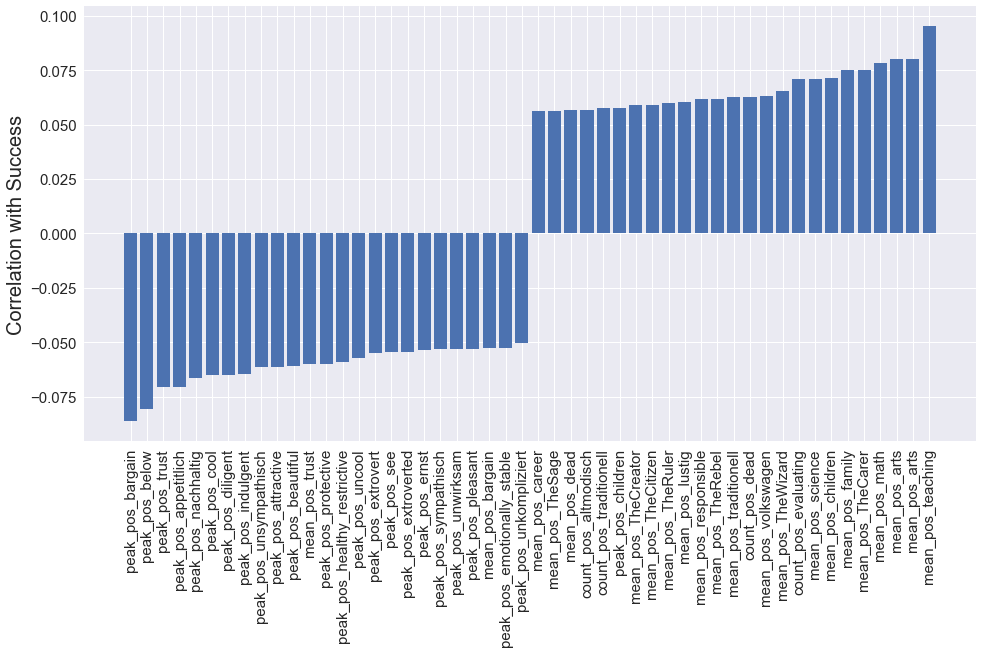 Correlation with Success
0.100
0.075
0.050
0.025
0.000
−0.025
−0.050
−0.075
peak_pos_bargain
peak_pos_below
peak_pos_trust
peak_pos_appetitlich
peak_pos_nachhaltig
peak_pos_cool
peak_pos_diligent
peak_pos_indulgent
peak_pos_unsympathisch
peak_pos_attractive
peak_pos_beautiful
mean_pos_trust
peak_pos_protective
peak_pos_healthy_restrictive
peak_pos_uncool
peak_pos_extrovert
peak_pos_see
peak_pos_extroverted
peak_pos_ernst
peak_pos_sympathisch
peak_pos_unwirksam
peak_pos_pleasant
mean_pos_bargain
peak_pos_emotionally_stable
peak_pos_unkompliziert
mean_pos_career
mean_pos_TheSage
mean_pos_dead
count_pos_altmodisch
count_pos_traditionell
peak_pos_children
mean_pos_TheCreator
mean_pos_TheCitizen
mean_pos_TheRuler
mean_pos_lustig
mean_pos_responsible
mean_pos_TheRebel
mean_pos_traditionell
count_pos_dead
mean_pos_volkswagen
mean_pos_TheWizard
count_pos_evaluating
mean_pos_science
mean_pos_children
mean_pos_family
mean_pos_TheCarer
mean_pos_math
mean_pos_arts
mean_pos_arts
mean_pos_teaching